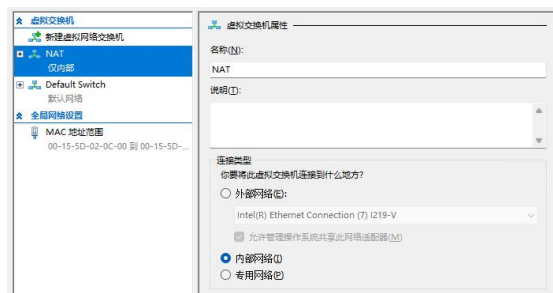 虚拟交换机
新建虚拟网络交换机
NAT
仅内部
Default Switch
默认网络
全局网络设置
MAC 地址范围
00-15-5D-02-0C-00 到 00-15-5D-...
虚拟交换机属性
名称(N):
NAT
说明(T):
连接类型
你要将此虚拟交换机连接到什么地方?
外部网络(E):
Intel(R) Ethernet Connection (7) I219-V
允许管理操作系统共享此网络适配器(M)
内部网络(I)
专用网络(P)